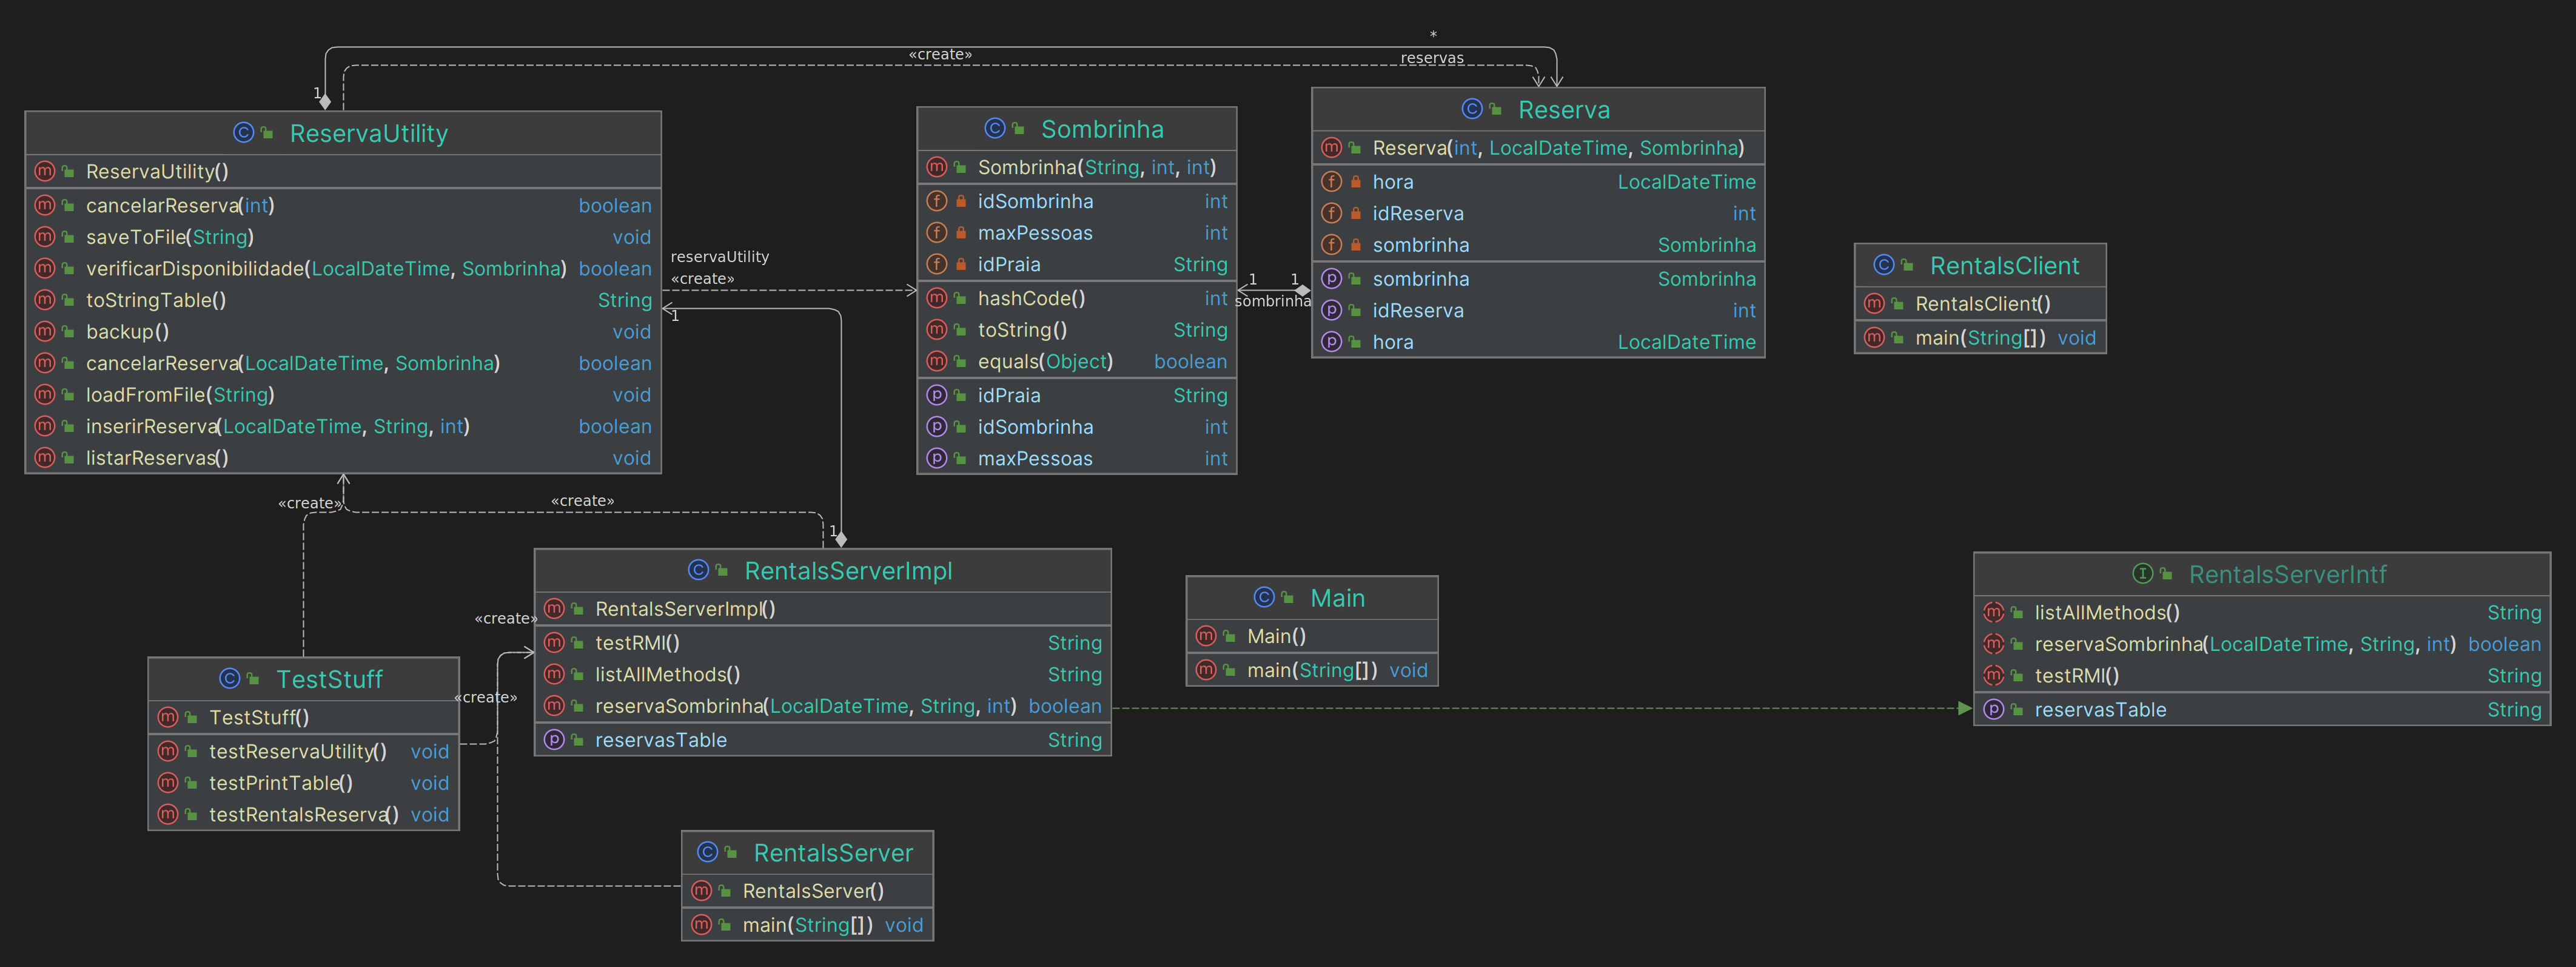 *
«create»
reservas
1
ReservaUtility
ReservaUtility()
cancelarReserva(int) boolean
saveToFile(String) void
verificarDisponibilidade(LocalDateTime, Sombrinha) boolean
toStringTable() String
backup() void
cancelarReserva(LocalDateTime, Sombrinha) boolean
loadFromFile(String) void
inserirReserva(LocalDateTime, String, int) boolean
listarReservas() void
reservaUtility
«create»
1
Sombrinha
Sombrinha(String, int, int)
idSombrinha int
maxPessoas int
idPraia String
hashCode() int
toString() String
equals(Object) boolean
idPraia String
idSombrinha int
maxPessoas int
1 1
sombrinha
Reserva
Reserva(int, LocalDateTime, Sombrinha)
hora LocalDateTime
idReserva int
sombrinha Sombrinha
sombrinha Sombrinha
idReserva int
hora LocalDateTime
RentalsClient
RentalsClient()
main(String[]) void
«create»
«create»
1
RentalsServerImpl
RentalsServerImpl()
testRMI() String
listAllMethods() String
reservaSombrinha(LocalDateTime, String, int) boolean
reservasTable String
«create»
«create»
Main
Main()
main(String[]) void
RentalsServerIntf
listAllMethods() String
reservaSombrinha(LocalDateTime, String, int) boolean
testRMI() String
reservasTable String
TestStuff
TestStuff()
testReservaUtility() void
testPrintTable() void
testRentalsReserva() void
RentalsServer
RentalsServer()
main(String[]) void